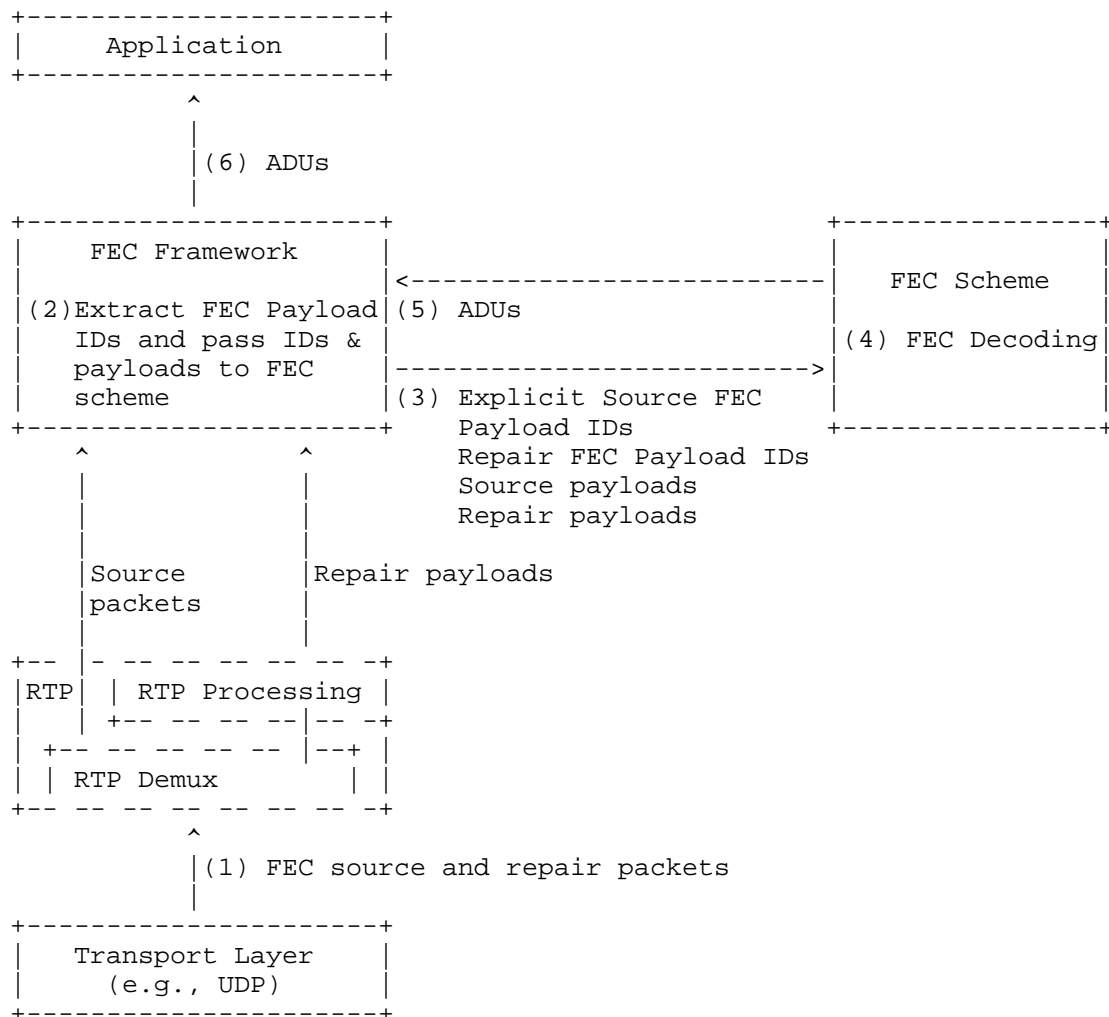 Application
(6) ADUs
FEC Framework
FEC Scheme
(2)Extract FEC Payload (5) ADUs
IDs and pass IDs & (4) FEC Decoding
payloads to FEC
scheme (3) Explicit Source FEC
Payload IDs
Repair FEC Payload IDs
Source payloads
Repair payloads
Source Repair payloads
packets
RTP RTP Processing
RTP Demux
(1) FEC source and repair packets
Transport Layer
(e.g., UDP)